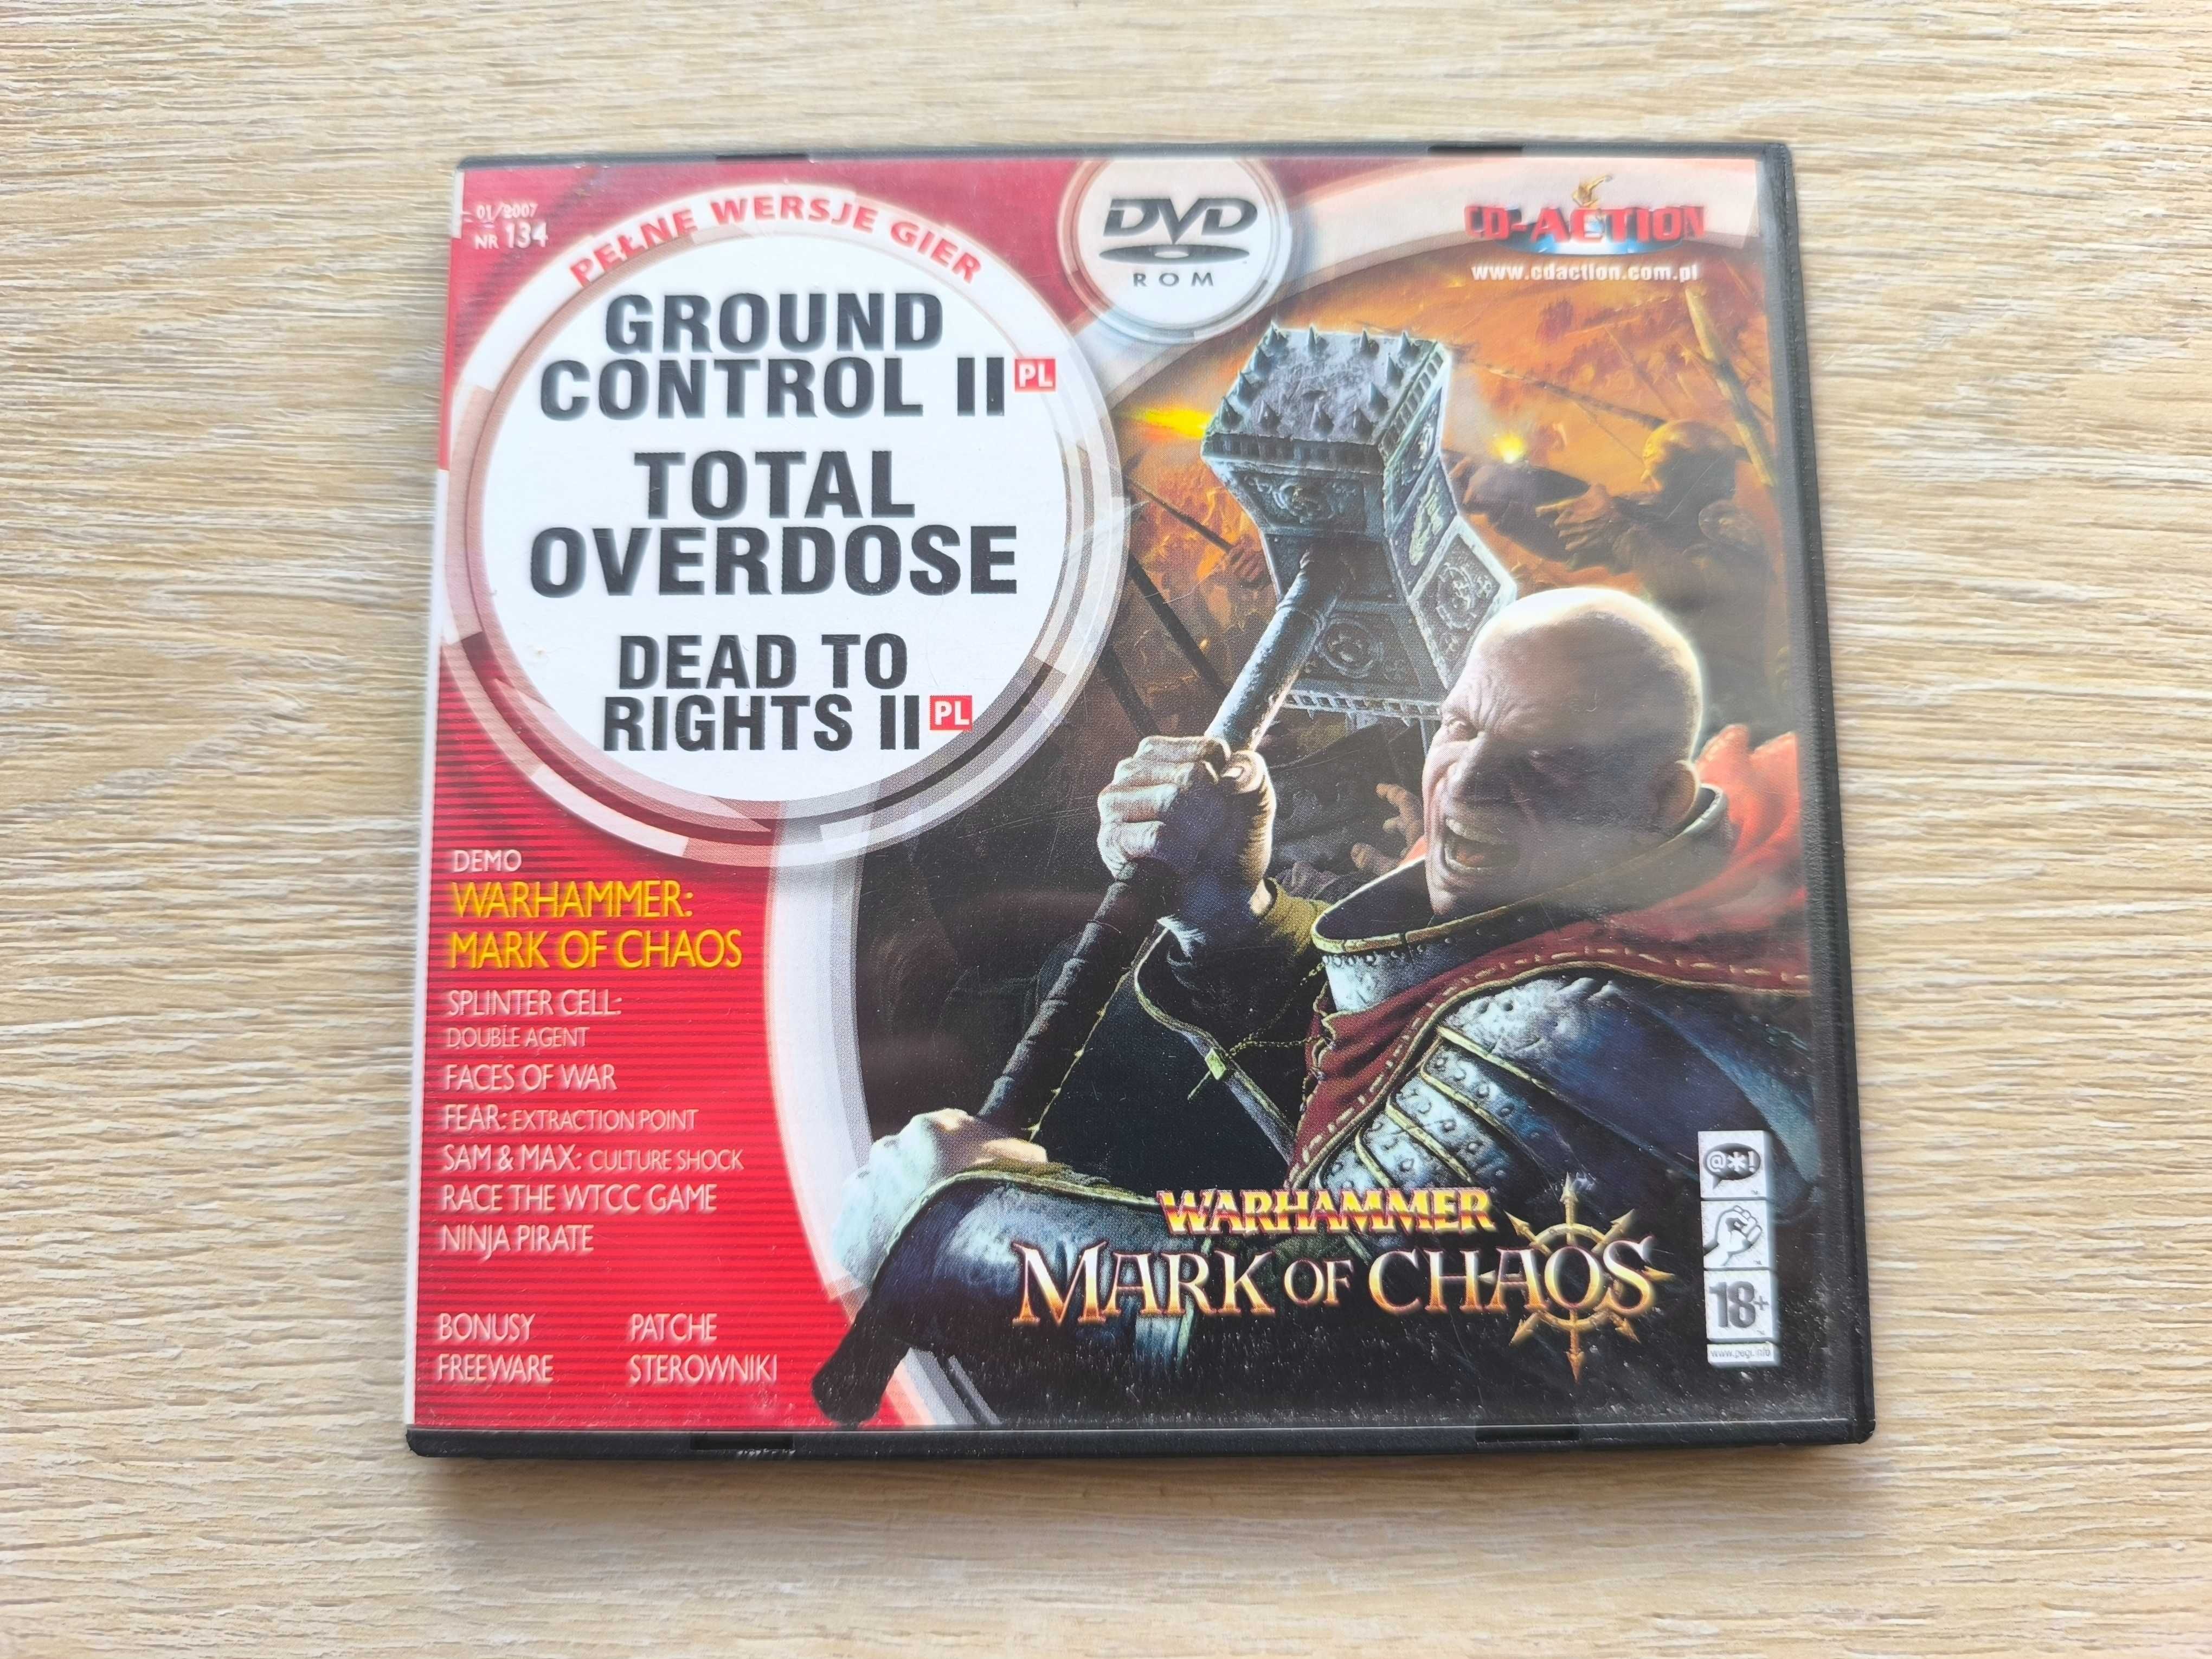 01/2007
NR 134
PEŁNE WERSJE GIER
GROUND
CONTROL II PL
TOTAL
OVERDOSE
DEAD TO
RIGHTS II PL
DVD
ROM
CD-ACTION
www.cdaction.com.pl
DEMO
WARHAMMER:
MARK OF CHAOS
SPLINTER CELL:
DOUBLE AGENT
FACES OF WAR
FEAR: EXTRACTION POINT
SAM & MAX: CULTURE SHOCK
RACE THE WTCC GAME
NINJA PIRATE
BONUSY PATCHE
FREEWARE STEROWNIKI
WARHAMMER
MARK OF CHAOS
@*!
18+
www.pegi.info